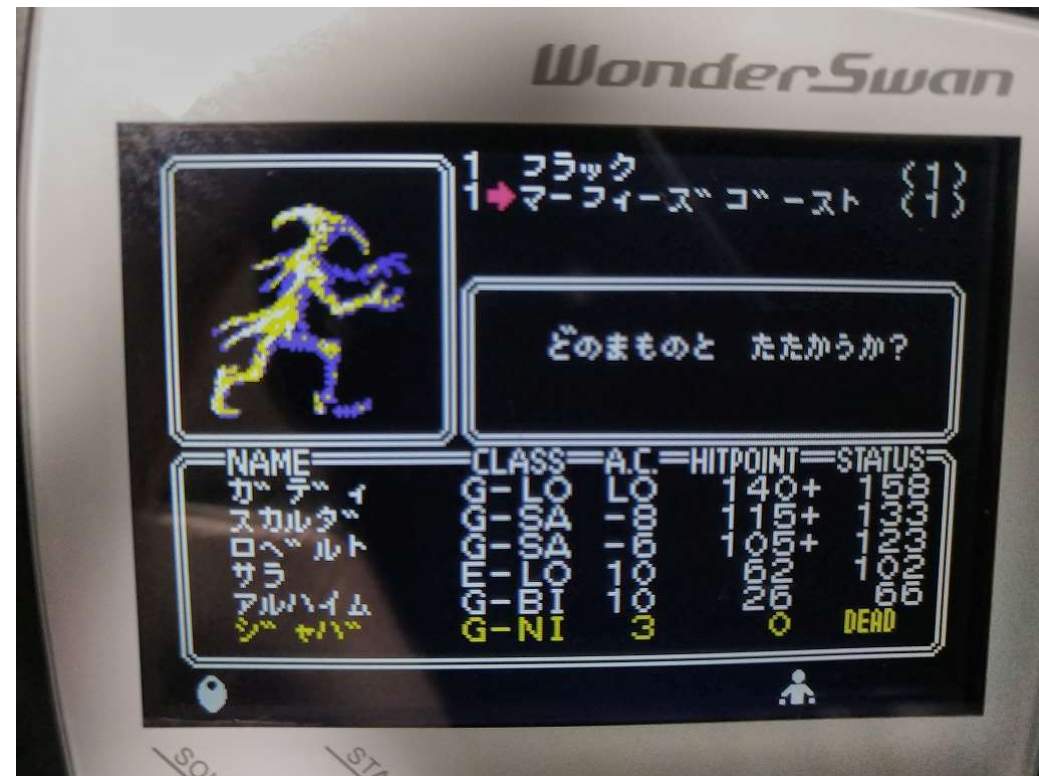 WonderSwan
1 フラック {1}
1 マーフィーズゴースト {1}
どのまものと たたかうか?
NAME CLASS A.C. HITPOINT STATUS
ガディ G-LO LO 140+ 158
スカルダ G-SA -8 115+ 133
ロベルト G-SA -6 105+ 123
サラ E-LO 10 62 102
アルハイム G-BI 10 26 66
ジャバ G-NI 3 0 DEAD